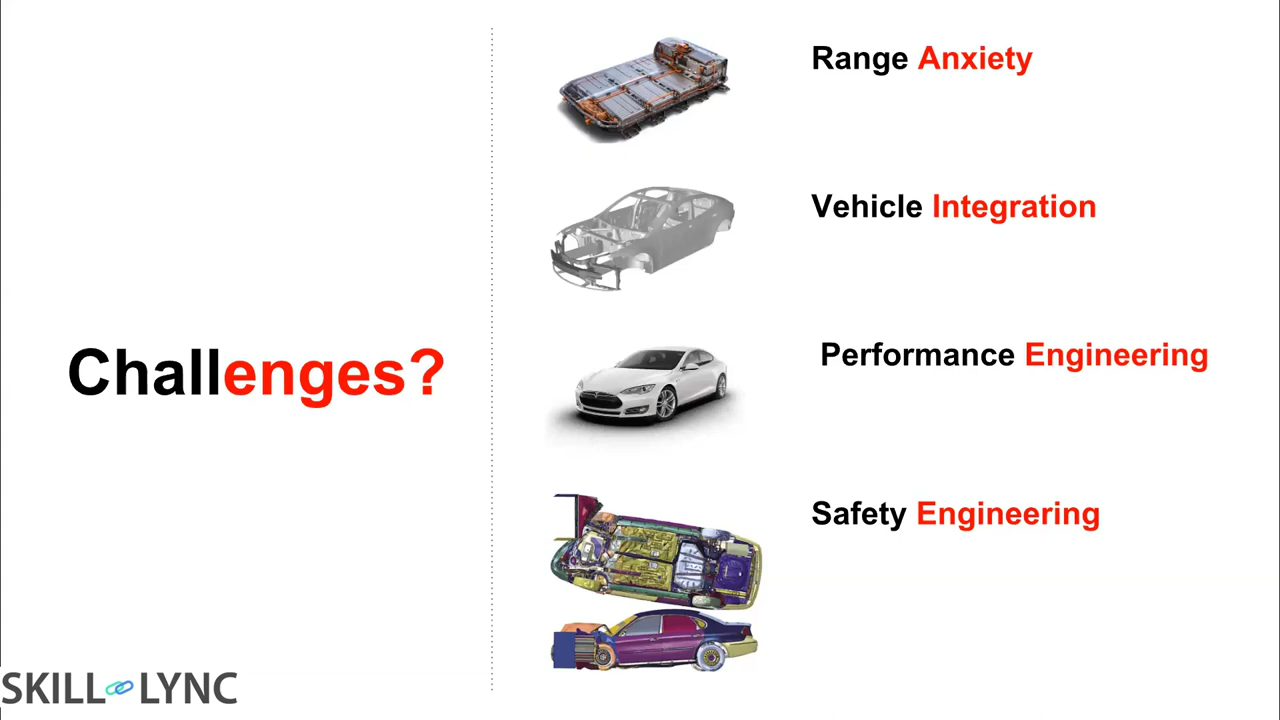 Challenges?
Range Anxiety
Vehicle Integration
Performance Engineering
Safety Engineering
SKILL LYNC